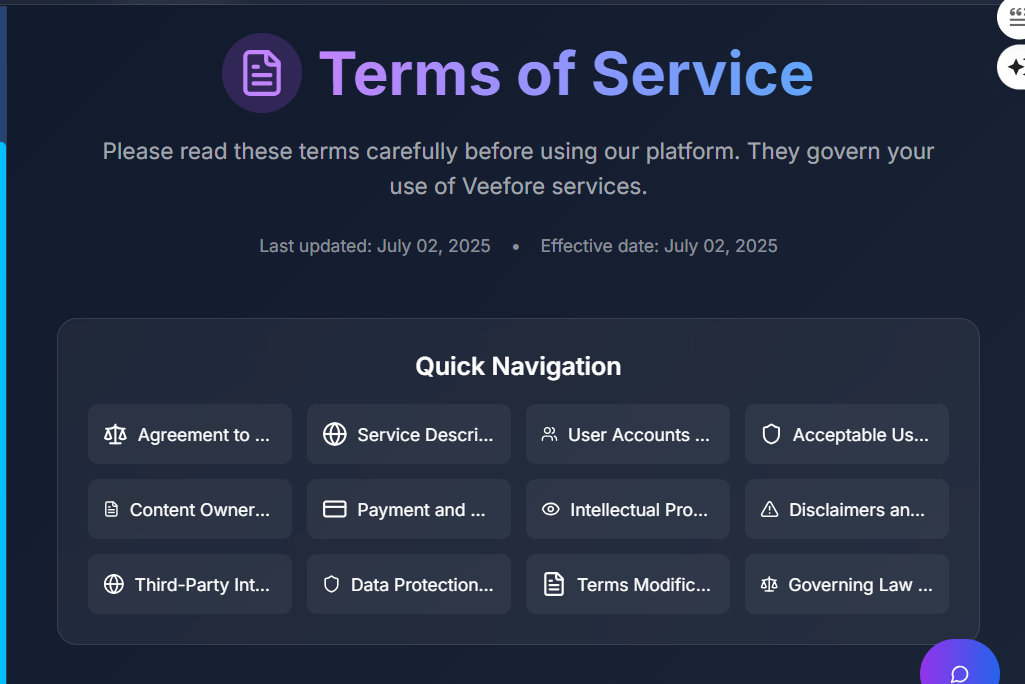 Terms of Service
Please read these terms carefully before using our platform. They govern your
use of Veefore services.
Last updated: July 02, 2025 • Effective date: July 02, 2025
Quick Navigation
Agreement to ...
Service Descri...
User Accounts ...
Acceptable Us...
Content Owner...
Payment and ...
Intellectual Pro...
Disclaimers an...
Third-Party Int...
Data Protection...
Terms Modific...
Governing Law ...